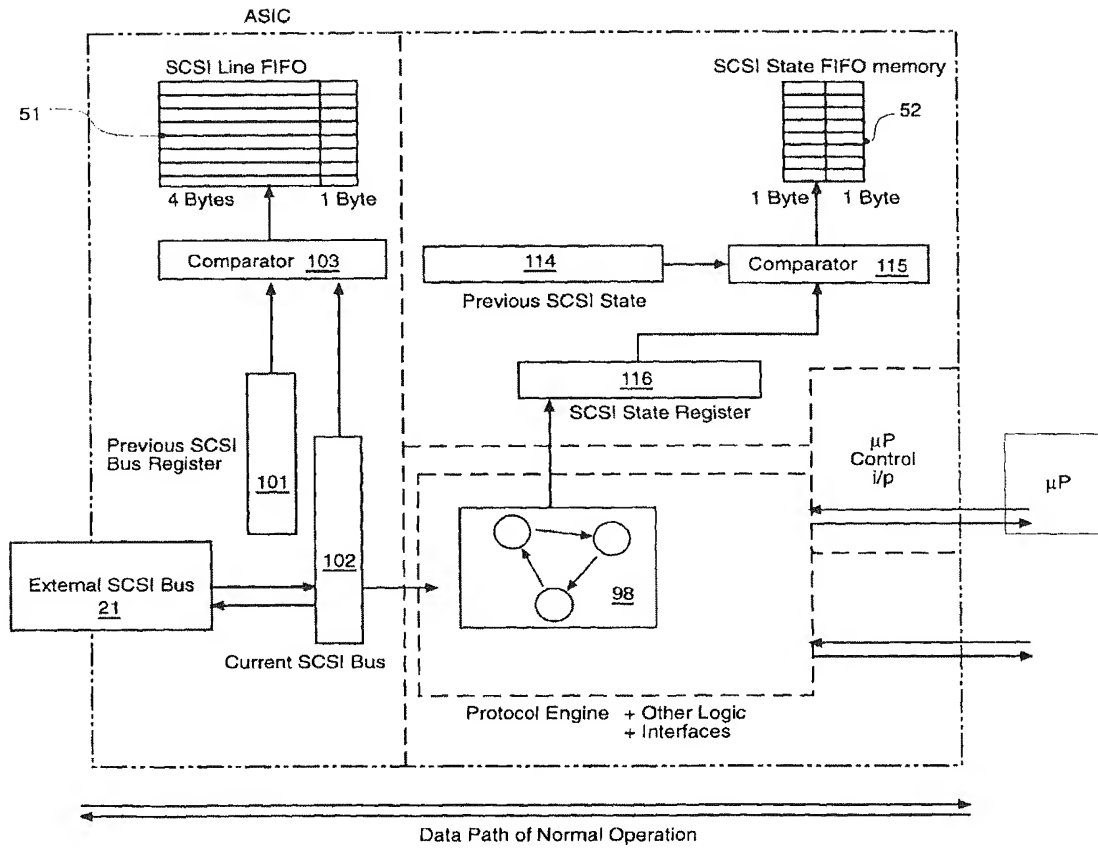 ASIC
SCSI Line FIFO
SCSI State FIFO memory
51
52
4 Bytes
1 Byte
1 Byte
1 Byte
Comparator 103
114
Comparator 115
Previous SCSI State
116
SCSI State Register
Previous SCSI
Bus Register
101
μP
Control
i/p
μP
102
External SCSI Bus
21
98
Current SCSI Bus
Protocol Engine + Other Logic
+ Interfaces
Data Path of Normal Operation